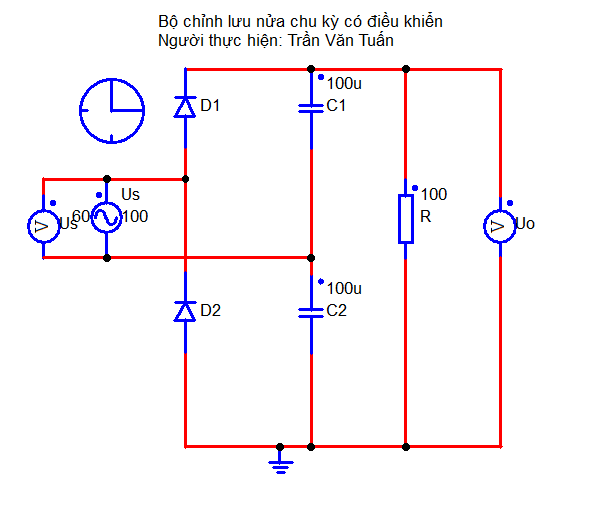 Bộ chỉnh lưu nửa chu kỳ có điều khiển
Người thực hiện: Trần Văn Tuấn
D1
100u
C1
Us
V
Us
60
100
100
R
V
Uo
100u
D2
C2